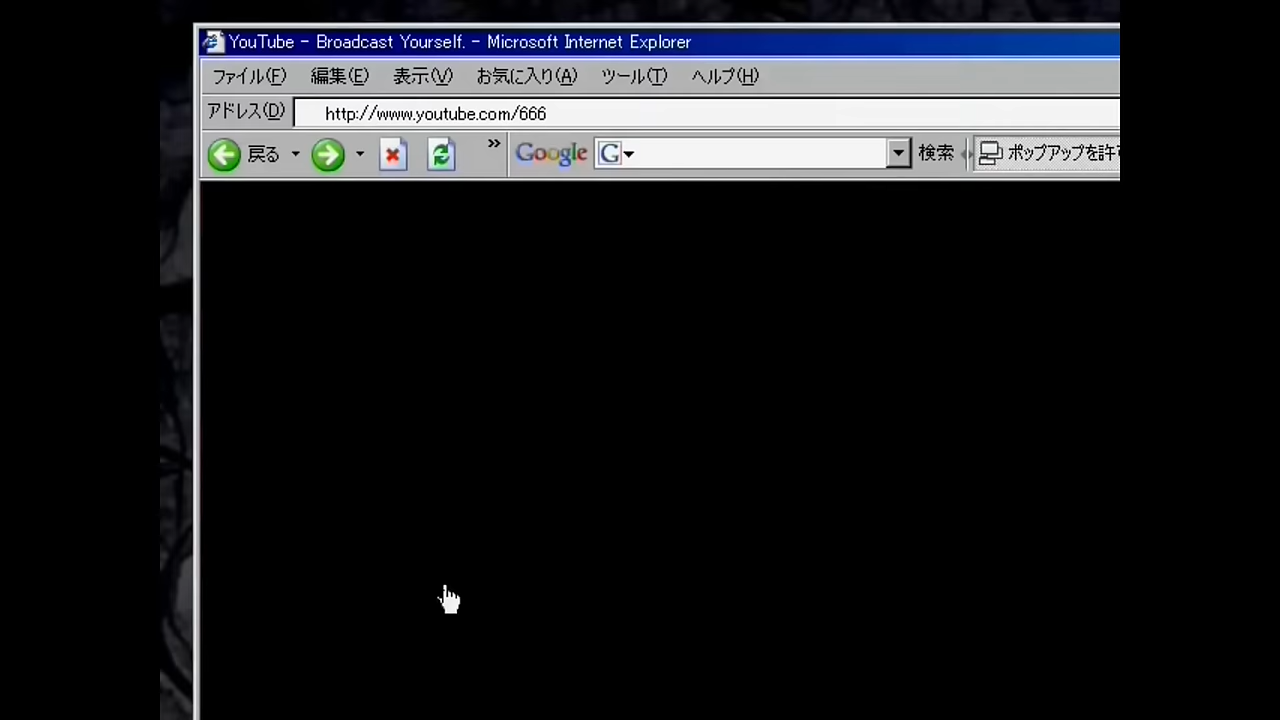 YouTube - Broadcast Yourself. - Microsoft Internet Explorer
ファイル(F) 編集(E) 表示(V) お気に入り(A) ツール(T) ヘルプ(H)
アドレス(D) http://www.youtube.com/666
戻る » Google G 検索 ポップアップを許